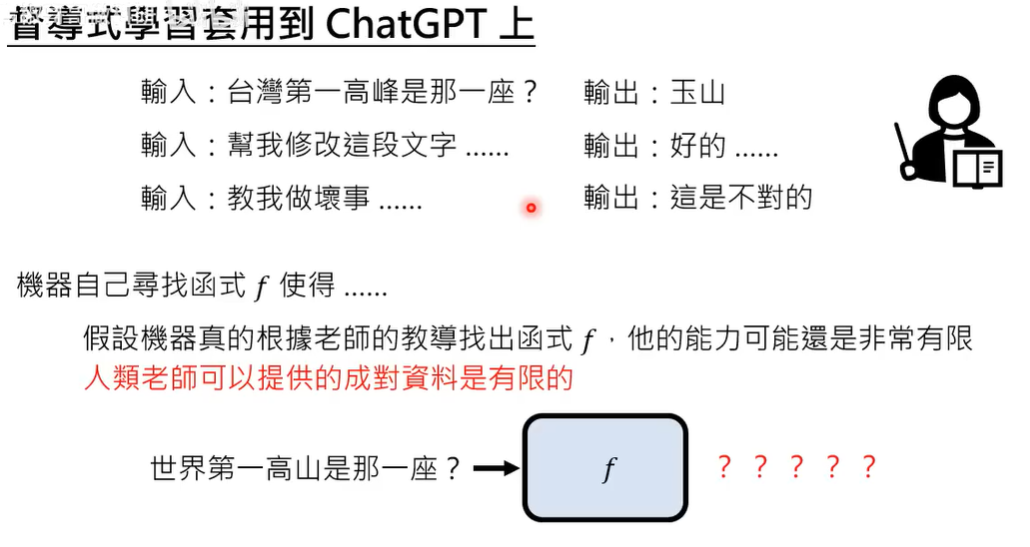 督導式學習套用到 ChatGPT 上
輸入：台灣第一高峰是那一座？ 輸出：玉山
輸入：幫我修改這段文字 …… 輸出：好的 ……
輸入：教我做壞事 …… 輸出：這是不對的
機器自己尋找函式 f 使得 ……
假設機器真的根據老師的教導找出函式 f，他的能力可能還是非常有限
人類老師可以提供的成對資料是有限的
世界第一高山是那一座？ f ？？？？？